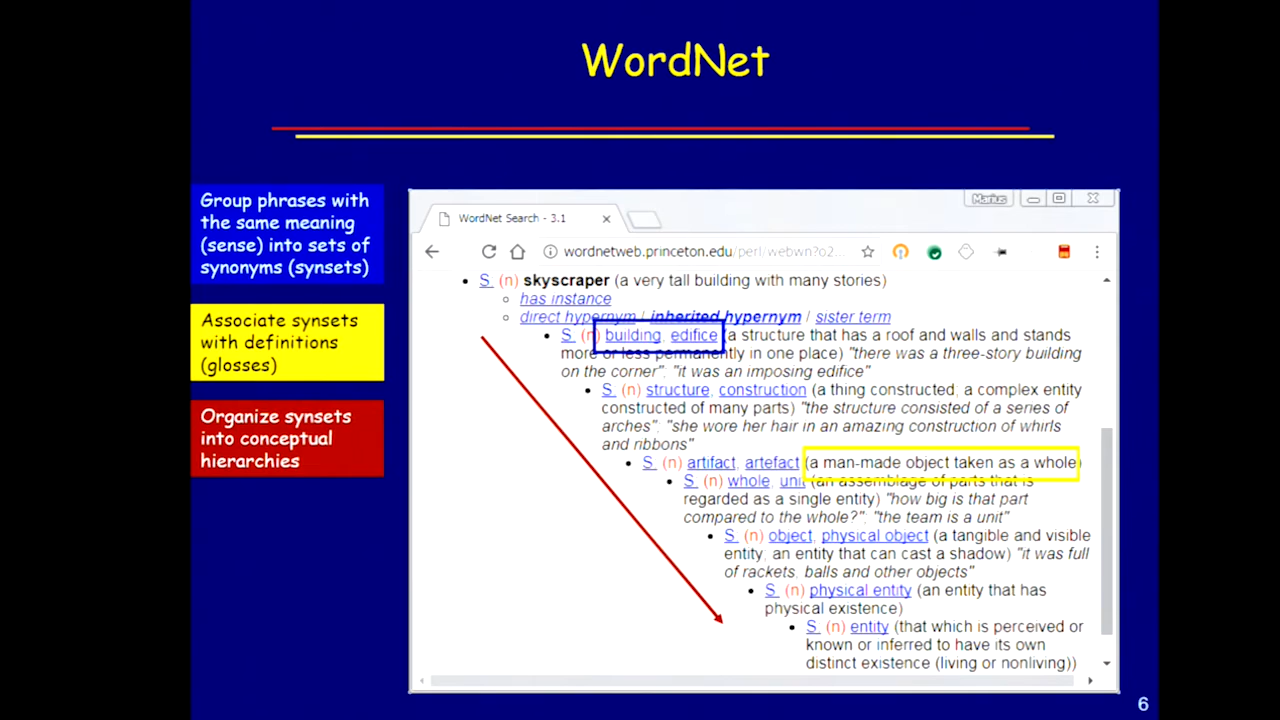 WordNet
Group phrases with
the same meaning
(sense) into sets of
synonyms (synsets)
Associate synsets
with definitions
(glosses)
Organize synsets
into conceptual
hierarchies
Marius
WordNet Search - 3.1
wordnetweb.princeton.edu/perl/webwn?o2...
S (n) skyscraper (a very tall building with many stories)
has instance
direct hypernym / inherited hypernym / sister term
S (n) building, edifice (a structure that has a roof and walls and stands
more or less permanently in one place) "there was a three-story building
on the corner"; "it was an imposing edifice"
S (n) structure, construction (a thing constructed; a complex entity
constructed of many parts) "the structure consisted of a series of
arches"; "she wore her hair in an amazing construction of whirls
and ribbons"
S (n) artifact, artefact (a man-made object taken as a whole)
S (n) whole, unit (an assemblage of parts that is
regarded as a single entity) "how big is that part
compared to the whole?"; "the team is a unit"
S (n) object, physical object (a tangible and visible
entity; an entity that can cast a shadow) "it was full
of rackets, balls and other objects"
S (n) physical entity (an entity that has
physical existence)
S (n) entity (that which is perceived or
known or inferred to have its own
distinct existence (living or nonliving))
6